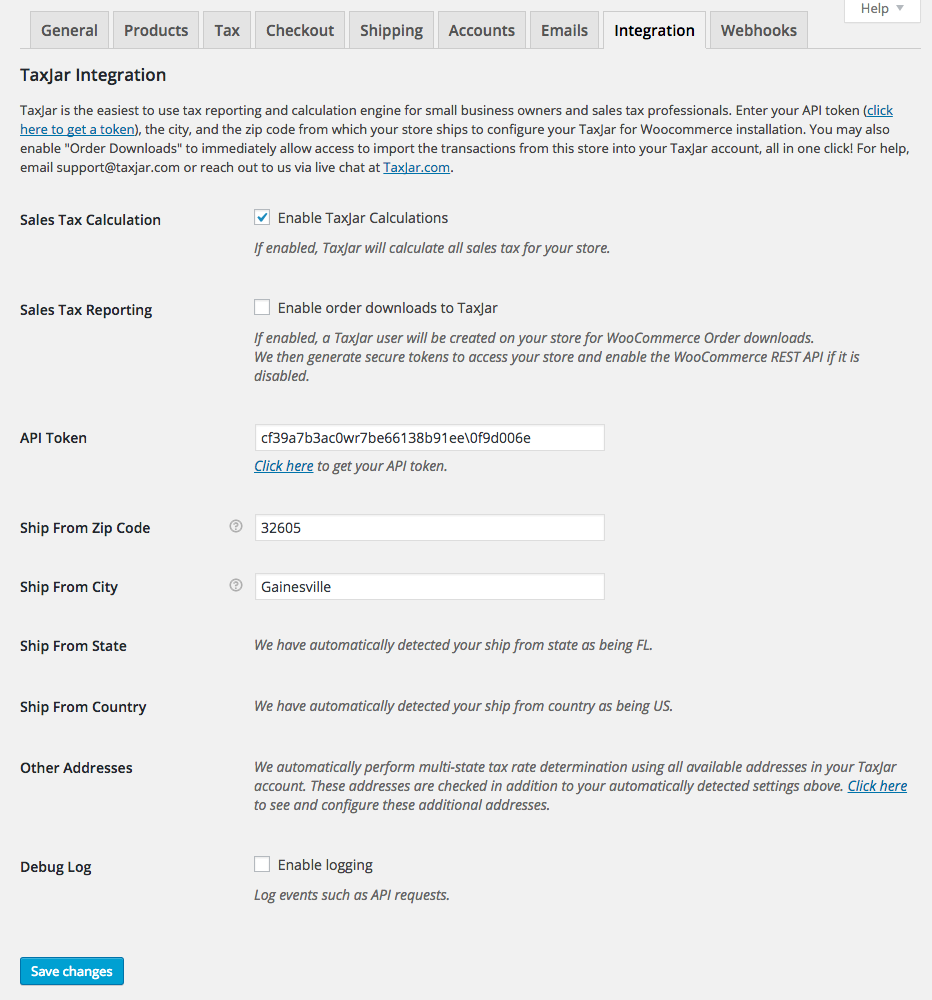 Help
General
Products
Tax
Checkout
Shipping
Accounts
Emails
Integration
Webhooks
TaxJar Integration
TaxJar is the easiest to use tax reporting and calculation engine for small business owners and sales tax professionals. Enter your API token (click
here to get a token), the city, and the zip code from which your store ships to configure your TaxJar for Woocommerce installation. You may also
enable "Order Downloads" to immediately allow access to import the transactions from this store into your TaxJar account, all in one click! For help,
email support@taxjar.com or reach out to us via live chat at TaxJar.com.
Sales Tax Calculation
Enable TaxJar Calculations
If enabled, TaxJar will calculate all sales tax for your store.
Sales Tax Reporting
Enable order downloads to TaxJar
If enabled, a TaxJar user will be created on your store for WooCommerce Order downloads.
We then generate secure tokens to access your store and enable the WooCommerce REST API if it is
disabled.
API Token
cf39a7b3ac0wr7be66138b91ee\0f9d006e
Click here to get your API token.
Ship From Zip Code
32605
Ship From City
Gainesville
Ship From State
We have automatically detected your ship from state as being FL.
Ship From Country
We have automatically detected your ship from country as being US.
Other Addresses
We automatically perform multi-state tax rate determination using all available addresses in your TaxJar
account. These addresses are checked in addition to your automatically detected settings above. Click here
to see and configure these additional addresses.
Debug Log
Enable logging
Log events such as API requests.
Save changes